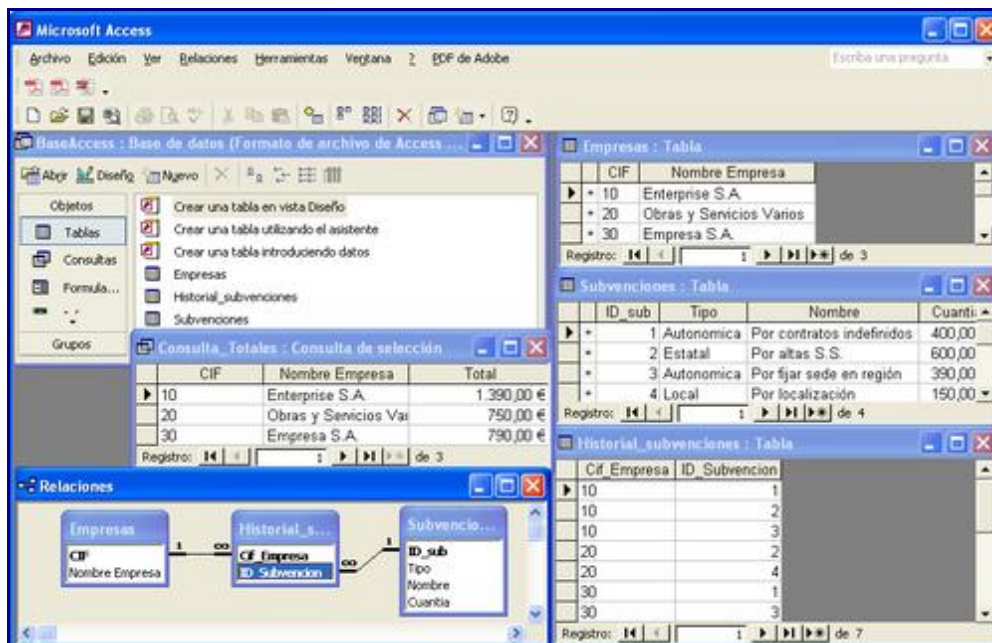 Microsoft Access
Archivo Edición Ver Relaciones Herramientas Ventana ? PDF de Adobe
Escriba una pregunta
BaseAccess : Base de datos (Formato de archivo de Access ...
Abrir Diseño Nuevo
Objetos
Tablas
Consultas
Formula...
Grupos
Crear una tabla en vista Diseño
Crear una tabla utilizando el asistente
Crear una tabla introduciendo datos
Empresas
Historial_subvenciones
Subvenciones
Consulta_Totales : Consulta de selección
CIF Nombre Empresa Total
10 Enterprise S.A. 1.390,00 €
20 Obras y Servicios Vai 750,00 €
30 Empresa S.A. 790,00 €
Registro: 1 de 3
Relaciones
Empresas
CIF
Nombre Empresa
1 ∞
Historial_s...
Cif_Empresa
ID_Subvencion
∞ 1
Subvencio...
ID_sub
Tipo
Nombre
Cuantia
Empresas : Tabla
CIF Nombre Empresa
+ 10 Enterprise S.A.
+ 20 Obras y Servicios Varios
+ 30 Empresa S.A.
Registro: 1 de 3
Subvenciones : Tabla
ID_sub Tipo Nombre Cuanti
+ 1 Autonomica Por contratos indefinidos 400,00
+ 2 Estatal Por altas S.S. 600,00
+ 3 Autonomica Por fijar sede en región 390,00
+ 4 Local Por localización 150,00
Registro: 1 de 4
Historial_subvenciones : Tabla
Cif_Empresa ID_Subvencion
10 1
10 2
10 3
20 2
20 4
30 1
30 3
Registro: 1 de 7